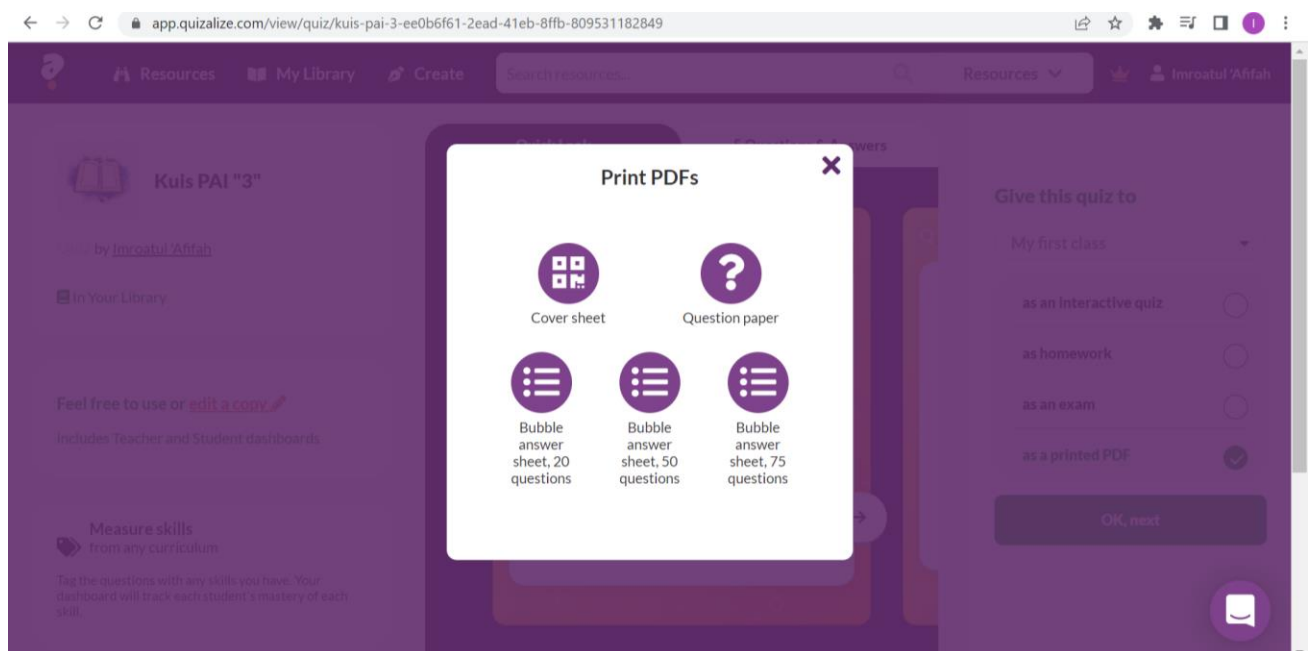 app.quizalize.com/view/quiz/kuis-pai-3-ee0b6f61-2ead-41eb-8ffb-809531182849
I
Resources
My Library
Create
Search resources...
Resources
Imroatul 'Afifah
Kuis PAI "3"
by Imroatul 'Afifah
In Your Library
Feel free to use or edit a copy
includes Teacher and Student dashboards
Measure skills
from any curriculum
Tag the questions with any skills you have. Your
dashboard will track each student's mastery of each
skill.
Print PDFs
Cover sheet
Question paper
Bubble
answer
sheet, 20
questions
Bubble
answer
sheet, 50
questions
Bubble
answer
sheet, 75
questions
Give this quiz to
My first class
as an interactive quiz
as homework
as an exam
as a printed PDF
OK, next